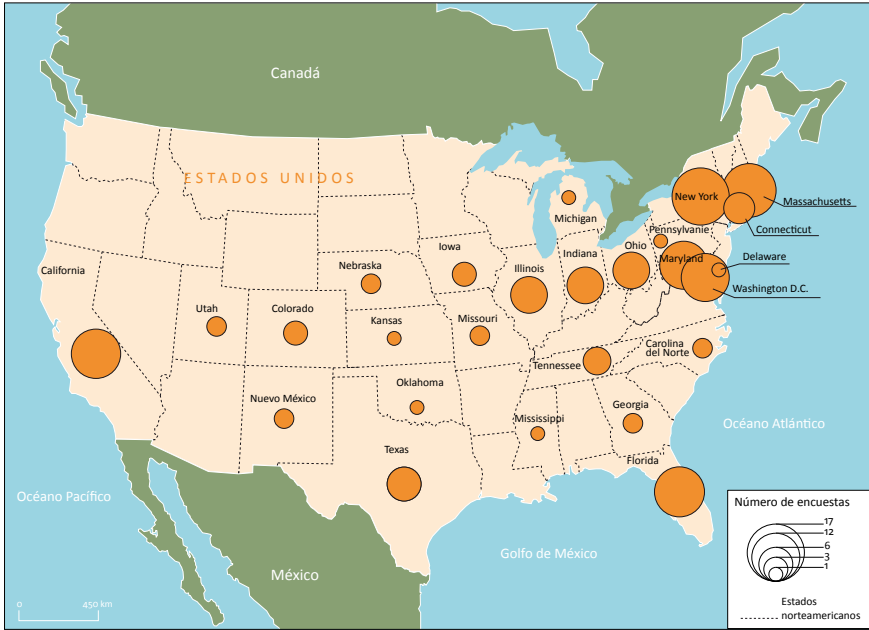 Canadá
ESTADOS UNIDOS
New York
Massachusetts
Michigan
Connecticut
Pennsylvanie
Iowa
Indiana
Ohio
Maryland
Delaware
California
Nebraska
Illinois
Washington D.C.
Utah
Colorado
Kansas
Missouri
Carolina
del Norte
Tennessee
Oklahoma
Nuevo México
Mississippi
Georgia
Océano Atlántico
Texas
Florida
Océano Pacífico
Golfo de México
México
0 450 km
Número de encuestas
17
12
6
3
1
Estados
norteamericanos